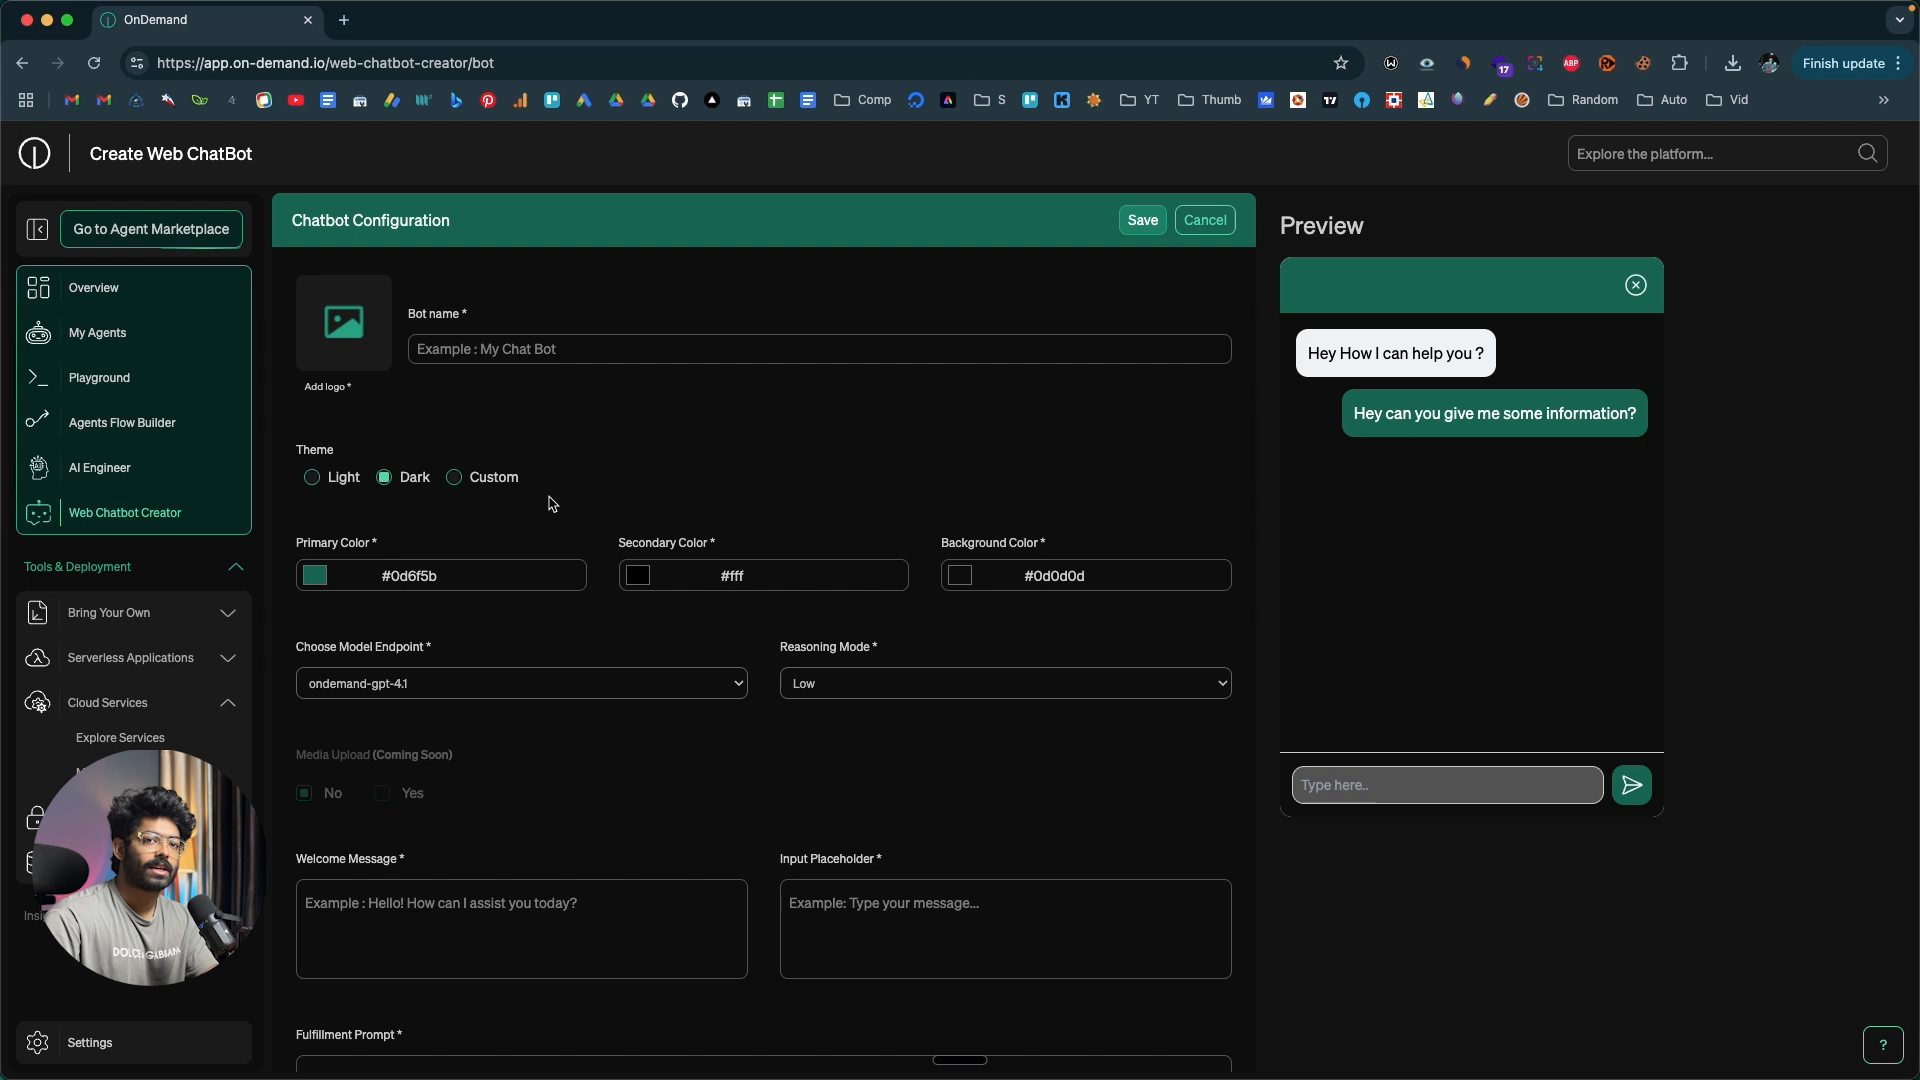 OnDemand
https://app.on-demand.io/web-chatbot-creator/bot
17
ABP
Finish update
Comp
S
YT
Thumb
Random
Auto
Vid
Create Web ChatBot
Explore the platform...
Go to Agent Marketplace
Overview
My Agents
Playground
Agents Flow Builder
AI Engineer
Web Chatbot Creator
Tools & Deployment
Bring Your Own
Serverless Applications
Cloud Services
Explore Services
Settings
Chatbot Configuration
Save
Cancel
Bot name *
Example : My Chat Bot
Add logo *
Theme
Light
Dark
Custom
Primary Color *
Secondary Color *
Background Color *
#0d6f5b
#fff
#0d0d0d
Choose Model Endpoint *
Reasoning Mode *
ondemand-gpt-4.1
Low
Media Upload (Coming Soon)
No
Yes
Welcome Message *
Input Placeholder *
Example : Hello! How can I assist you today?
Example: Type your message...
Fulfillment Prompt *
Preview
Hey How I can help you ?
Hey can you give me some information?
Type here..
?